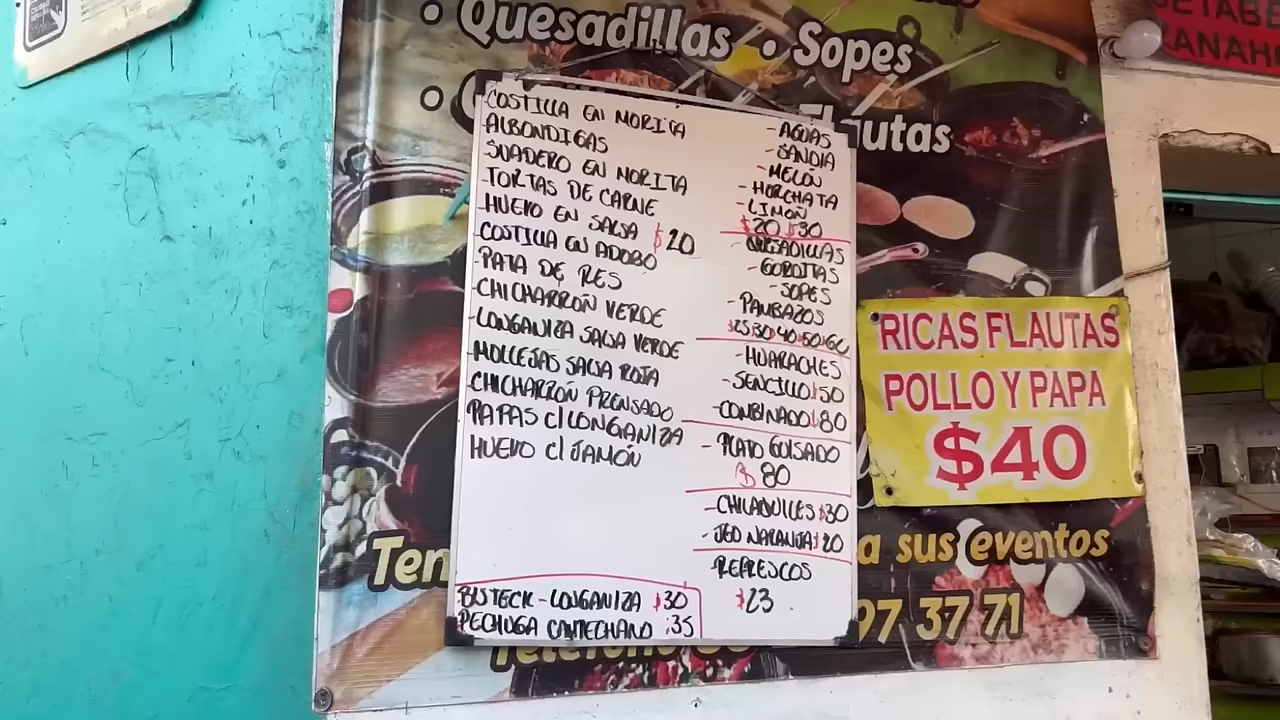 • Quesadillas • Sopes
Flautas
COSTILLA EN MORITA
-ALBONDIGAS
-SUADERO EN MORITA
-TORTAS DE CARNE
-HUEVO EN SALSA $20
-COSTILLA EN ADOBO
-PATA DE RES
-CHICHARRÓN VERDE
-LONGANIZA SALSA VERDE
-MOLLEJAS SALSA ROJA
CHICHARRÓN PRENSADO
PAPAS C/LONGANIZA
HUEVO C/JAMÓN
BISTECK-LONGANIZA $30
PECHUGA
35
-AGUAS
-SANDIA
-MELON
-HORCHATA
-LIMON
$20 $30
-QUESADILLAS
-GORDITAS
-SOPES
-PAMBAZOS
$25 30 40 50 60
-HUARACHES
-SENCILLO $50
-COMBINADO $80
-PLATO GUISADO
$80
-CHILAQUILES $30
-JGO NARANJA $20
REFRESCOS
$23
RICAS FLAUTAS
POLLO Y PAPA
$40
Ten
a sus eventos
97 37 71